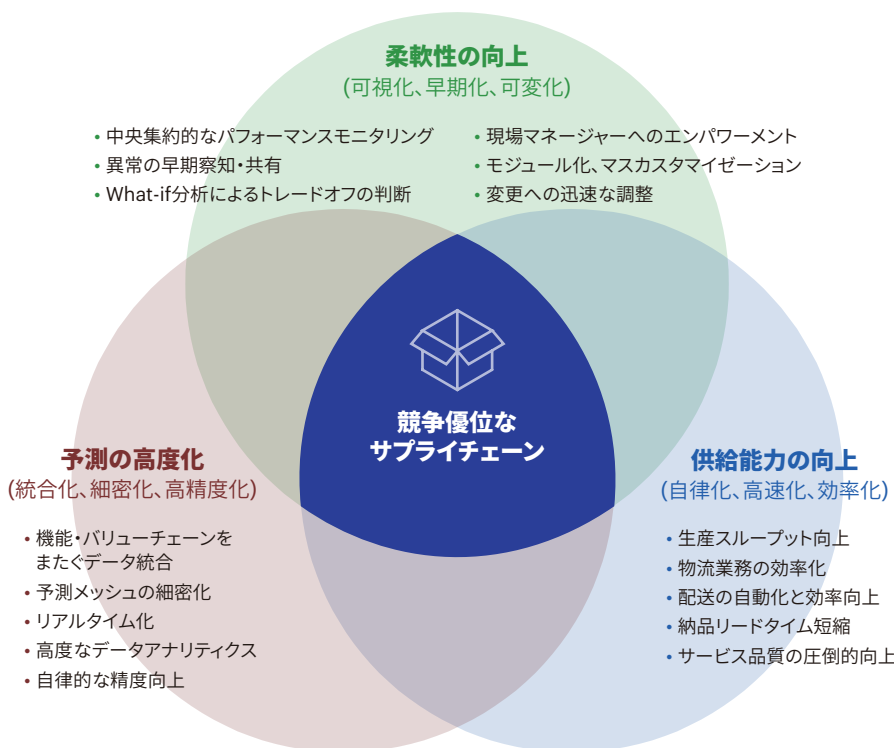 柔軟性の向上
(可視化、早期化、可変化)
• 中央集約的なパフォーマンスモニタリング
• 異常の早期察知・共有
• What-if分析によるトレードオフの判断
• 現場マネージャーへのエンパワーメント
• モジュール化、マスカスタマイゼーション
• 変更への迅速な調整
競争優位な
サプライチェーン
予測の高度化
(統合化、細密化、高精度化)
• 機能・バリューチェーンを
またぐデータ統合
• 予測メッシュの細密化
• リアルタイム化
• 高度なデータアナリティクス
• 自律的な精度向上
供給能力の向上
(自律化、高速化、効率化)
• 生産スループット向上
• 物流業務の効率化
• 配送の自動化と効率向上
• 納品リードタイム短縮
• サービス品質の圧倒的向上